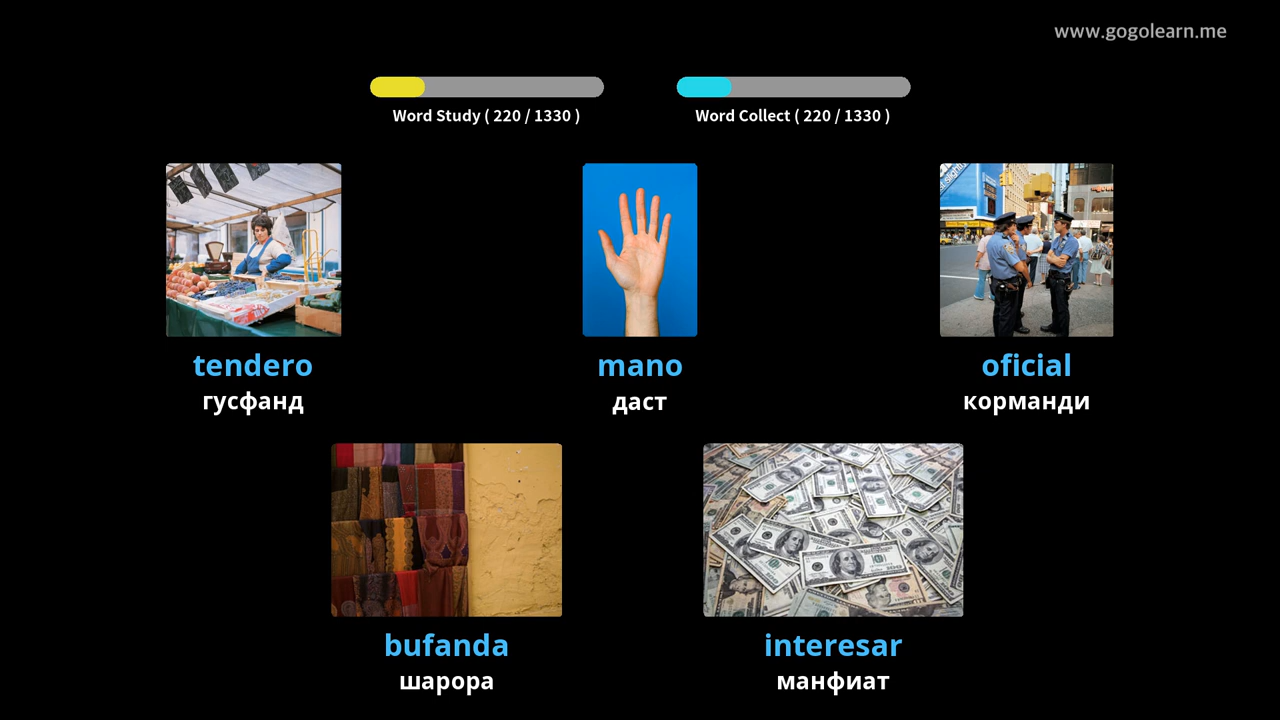 www.gogolearn.me
Word Study ( 220 / 1330 )
Word Collect ( 220 / 1330 )
tendero
гусфанд
mano
даст
oficial
корманди
bufanda
шарора
interesar
манфиат